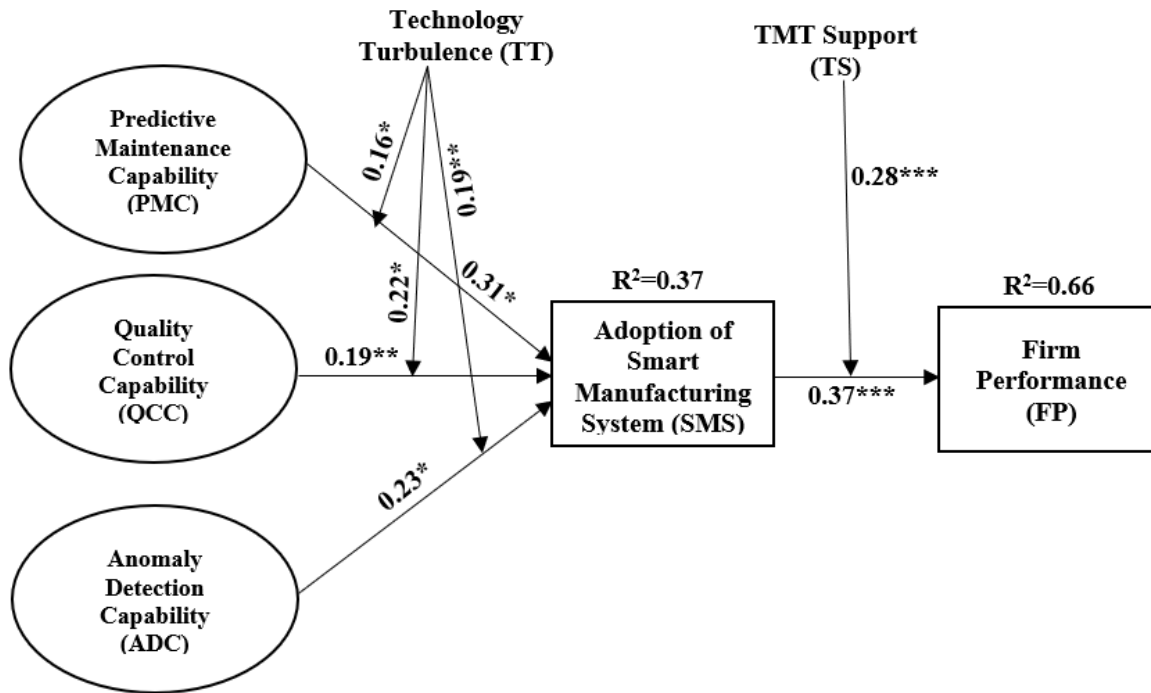 Technology
Turbulence (TT)
TMT Support
(TS)
Predictive
Maintenance
Capability
(PMC)
0.16*
0.19**
0.28***
0.22*
0.31*
R²=0.37
R²=0.66
Quality
Control
Capability
(QCC)
0.19**
Adoption of
Smart
Manufacturing
System (SMS)
0.37***
Firm
Performance
(FP)
0.23*
Anomaly
Detection
Capability
(ADC)